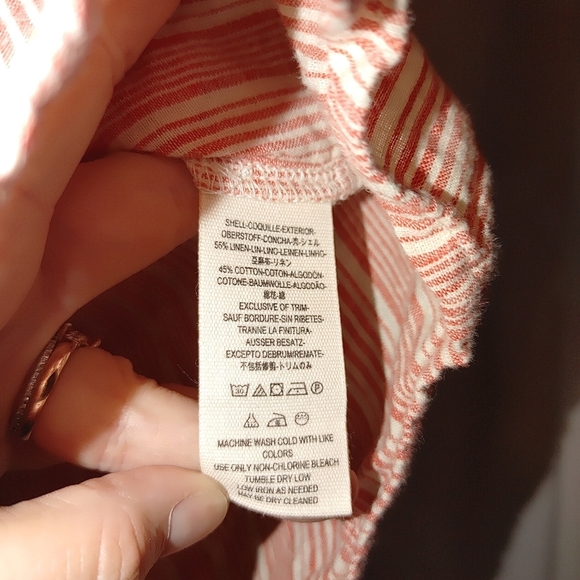 SHELL-COQUILLE-EXTERIOR-
OBERSTOFF-CONCHA-壳-シェル
55% LINEN-LIN-LINO-LEINEN-LINHO-
亞麻布-リネン
45% COTTON-COTON-ALGODÓN-
COTONE-BAUMWOLLE-ALGODÃO-
棉花-綿
EXCLUSIVE OF TRIM-
SAUF BORDURE-SIN RIBETES-
TRANNE LA FINITURA-
AUSSER BESATZ-
EXCEPTO DEBRUM/REMATE-
不包括修飾-トリムのみ
30
P
MACHINE WASH COLD WITH LIKE
COLORS
USE ONLY NON-CHLORINE BLEACH
TUMBLE DRY LOW
LOW IRON AS NEEDED
MAY BE DRY CLEANED